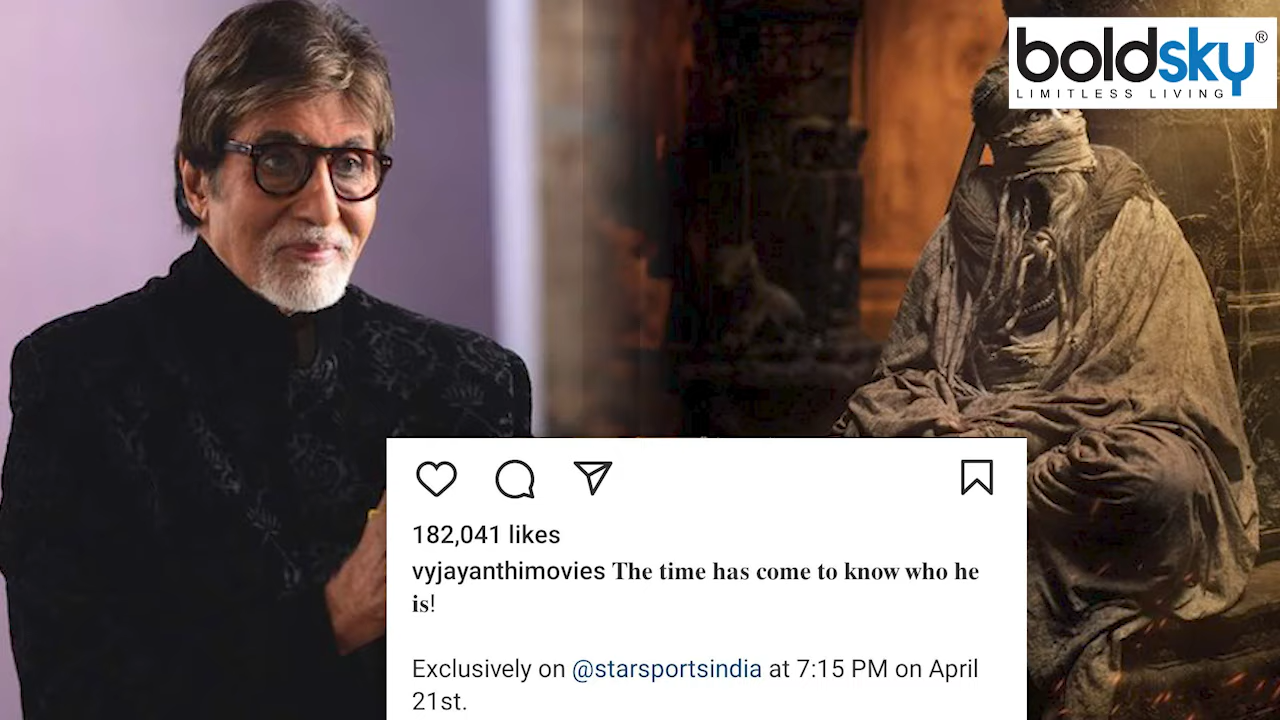 boldsky®
LIMITLESS LIVING
182,041 likes
vyjayanthimovies The time has come to know who he
is!
Exclusively on @starsportsindia at 7:15 PM on April
21st.